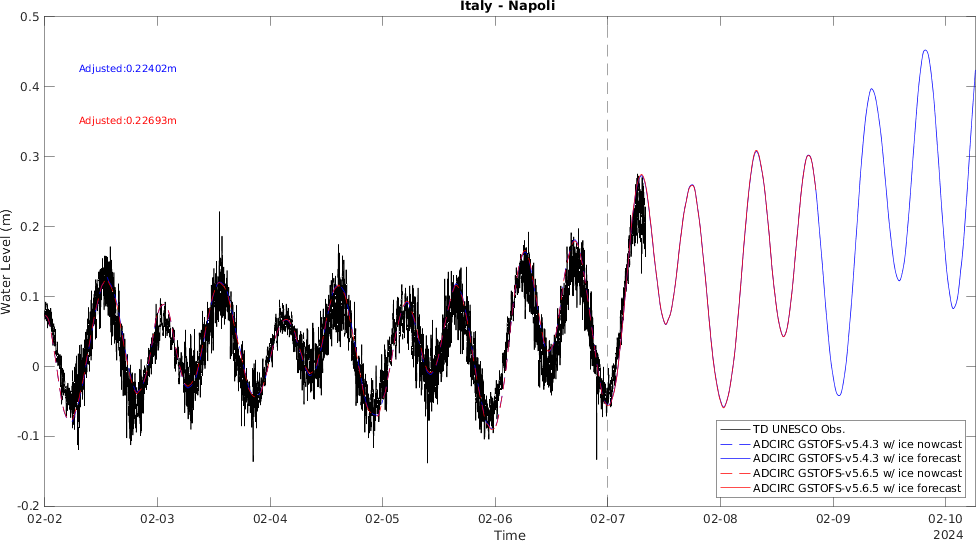 Italy - Napoli
0.5
Adjusted:0.22402m
0.4
Adjusted:0.22693m
0.3
0.2
Water Level (m)
0.1
0
-0.1
-0.2
TD UNESCO Obs.
ADCIRC GSTOFS-v5.4.3 w/ ice nowcast
ADCIRC GSTOFS-v5.4.3 w/ ice forecast
ADCIRC GSTOFS-v5.6.5 w/ ice nowcast
ADCIRC GSTOFS-v5.6.5 w/ ice forecast
02-02 02-03 02-04 02-05 02-06 02-07 02-08 02-09 02-10
Time
2024